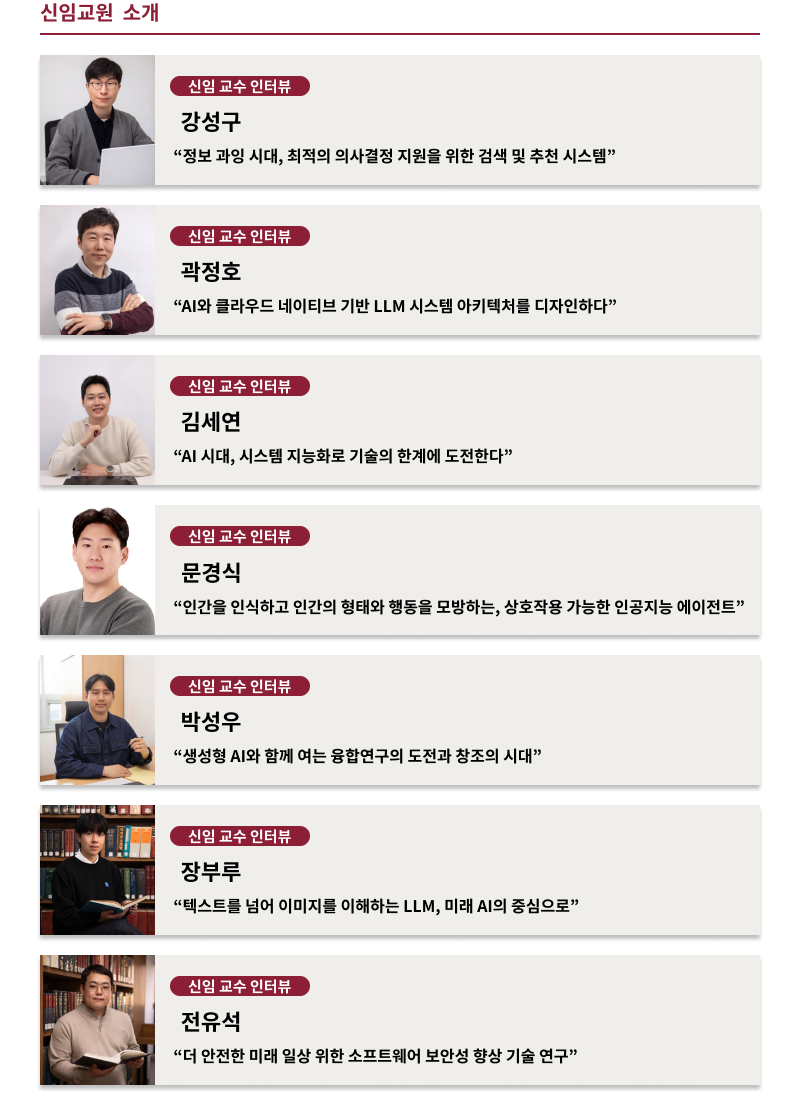 신임교원 소개
신임 교수 인터뷰
강성구
“정보 과잉 시대, 최적의 의사결정 지원을 위한 검색 및 추천 시스템”
신임 교수 인터뷰
곽정호
“AI와 클라우드 네이티브 기반 LLM 시스템 아키텍처를 디자인하다”
신임 교수 인터뷰
김세연
“AI 시대, 시스템 지능화로 기술의 한계에 도전한다”
신임 교수 인터뷰
문경식
“인간을 인식하고 인간의 형태와 행동을 모방하는, 상호작용 가능한 인공지능 에이전트”
신임 교수 인터뷰
박성우
“생성형 AI와 함께 여는 융합연구의 도전과 창조의 시대”
신임 교수 인터뷰
장부루
“텍스트를 넘어 이미지를 이해하는 LLM, 미래 AI의 중심으로”
신임 교수 인터뷰
전유석
“더 안전한 미래 일상 위한 소프트웨어 보안성 향상 기술 연구”